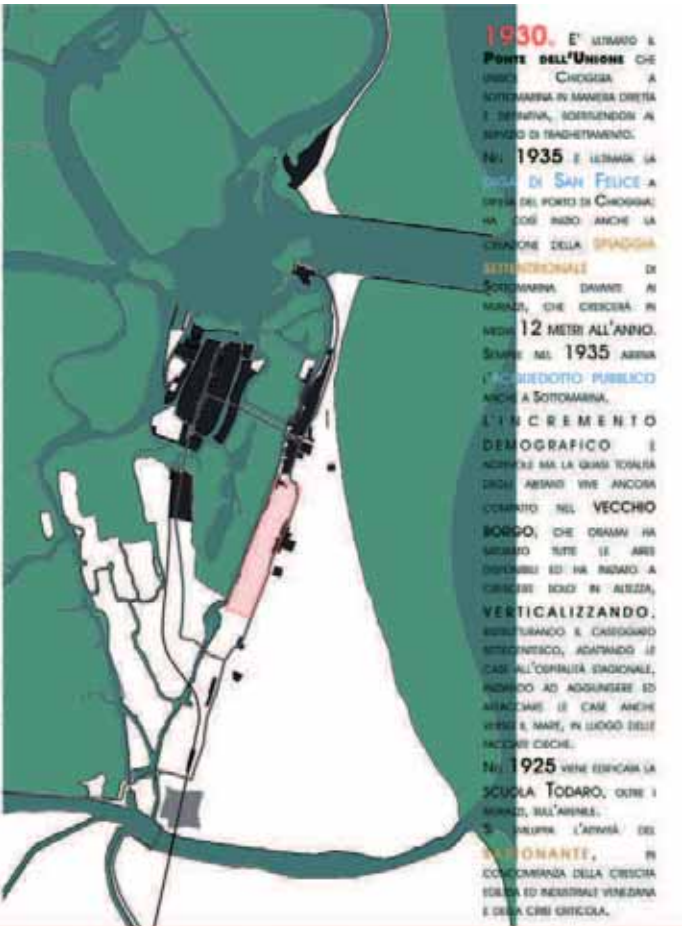 1930. E' ULTIMATO IL
PONTE DELL'UNIONE CHE
UNISCE CHIOGGIA A
SOTTOMARINA IN MANIERA DIRETTA
E DEFINITIVA, SOSTITUENDOSI AL
SERVIZIO DI TRAGHETTAMENTO.
NEL 1935 È ULTIMATA LA
DIGA DI SAN FELICE A
DIFESA DEL PORTO DI CHIOGGIA:
HA COSÌ INIZIO ANCHE LA
CREAZIONE DELLA SPIAGGIA
SETTENTRIONALE DI
SOTTOMARINA DAVANTI AI
MURAZZI, CHE CRESCERÀ IN
MEDIA 12 METRI ALL'ANNO.
SEMPRE NEL 1935 ARRIVA
L'ACQUEDOTTO PUBBLICO
ANCHE A SOTTOMARINA.
L'INCREMENTO
DEMOGRAFICO È
NOTEVOLE MA LA QUASI TOTALITÀ
DEGLI ABITANTI VIVE ANCORA
COMPATTO NEL VECCHIO
BORGO, CHE ORAMAI HA
SATURATO TUTTE LE AREE
DISPONIBILI ED HA INIZIATO A
CRESCERE SOLO IN ALTEZZA,
VERTICALIZZANDO,
RISTRUTTURANDO IL CASEGGIATO
SETTECENTESCO, ADATTANDO LE
CASE ALL'OSPITALITÀ STAGIONALE,
INIZIANDO AD AGGIUNGERE ED
AFFACCIARE LE CASE ANCHE
VERSO IL MARE, IN LUOGO DELLE
FACCIATE CIECHE.
NEL 1925 VIENE EDIFICATA LA
SCUOLA TODARO, OLTRE I
MURAZZI, SULL'ARENILE.
SI SVILUPPA L'ATTIVITÀ DEL
SABBIONANTE, IN
CONCOMITANZA DELLA CRESCITA
EDILIZIA ED INDUSTRIALE VENEZIANA
E DELLA CRISI ORTICOLA.